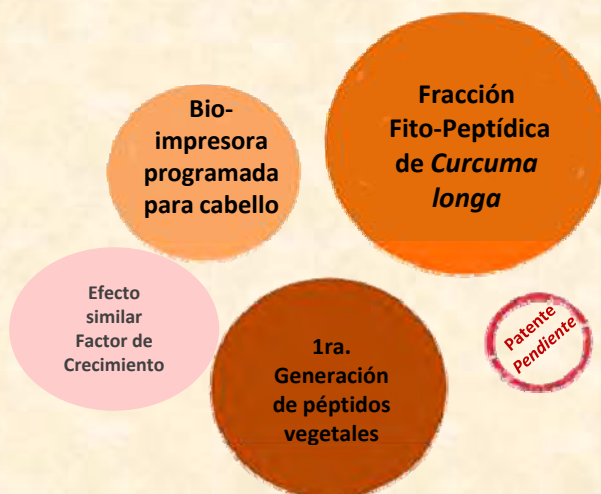 Bio-
impresora
programada
para cabello
Fracción
Fito-Peptídica
de Curcuma
longa
Efecto
similar
Factor de
Crecimiento
1ra.
Generación
de péptidos
vegetales
Patente
Pendiente